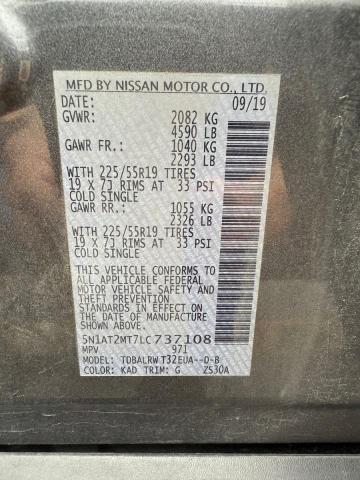 MFD BY NISSAN MOTOR CO., LTD.
DATE: 09/19
GVWR: 2082 KG
4590 LB
GAWR FR.: 1040 KG
2293 LB
WITH 225/55R19 TIRES
19 X 7J RIMS AT 33 PSI
COLD SINGLE
GAWR RR.: 1055 KG
2326 LB
WITH 225/55R19 TIRES
19 X 7J RIMS AT 33 PSI
COLD SINGLE
THIS VEHICLE CONFORMS TO
ALL APPLICABLE FEDERAL
MOTOR VEHICLE SAFETY
AND THEFT PREVENTION
STANDARDS IN EFFECT ON
THE DATE OF MANUFACTURE
SHOWN ABOVE.
5N1AT2MT7LC737108
MPV 971
MODEL: TDBALRWT32EUA--D-B
COLOR: KAD TRIM: G ZS30A